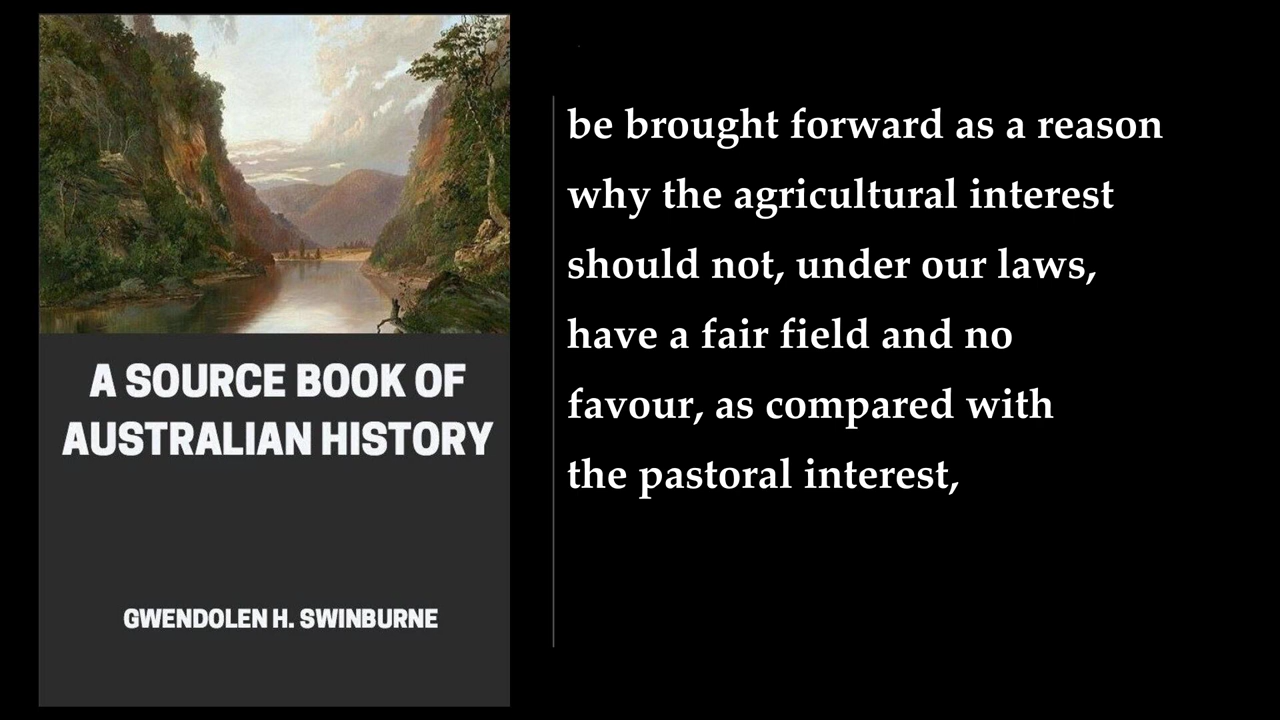 A SOURCE BOOK OF
AUSTRALIAN HISTORY
GWENDOLEN H. SWINBURNE
be brought forward as a reason
why the agricultural interest
should not, under our laws,
have a fair field and no
favour, as compared with
the pastoral interest,